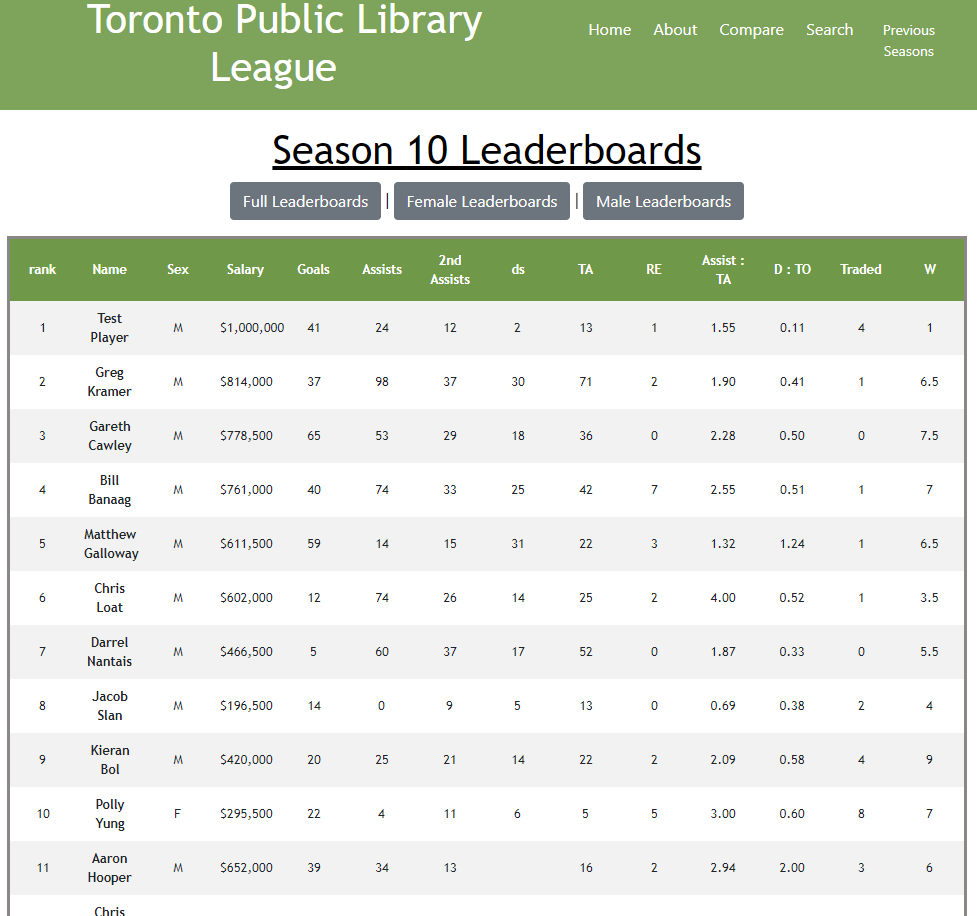 Toronto Public Library
League
Home About Compare Search Previous
Seasons
Season 10 Leaderboards
Full Leaderboards | Female Leaderboards | Male Leaderboards
rank Name Sex Salary Goals Assists 2nd Assists ds TA RE Assist : TA D : TO Traded W
1 Test Player M $1,000,000 41 24 12 2 13 1 1.55 0.11 4 1
2 Greg Kramer M $814,000 37 98 37 30 71 2 1.90 0.41 1 6.5
3 Gareth Cawley M $778,500 65 53 29 18 36 0 2.28 0.50 0 7.5
4 Bill Banaag M $761,000 40 74 33 25 42 7 2.55 0.51 1 7
5 Matthew Galloway M $611,500 59 14 15 31 22 3 1.32 1.24 1 6.5
6 Chris Loat M $602,000 12 74 26 14 25 2 4.00 0.52 1 3.5
7 Darrel Nantais M $466,500 5 60 37 17 52 0 1.87 0.33 0 5.5
8 Jacob Slan M $196,500 14 0 9 5 13 0 0.69 0.38 2 4
9 Kieran Bol M $420,000 20 25 21 14 22 2 2.09 0.58 4 9
10 Polly Yung F $295,500 22 4 11 6 5 5 3.00 0.60 8 7
11 Aaron Hooper M $652,000 39 34 13 16 2 2.94 2.00 3 6
Chris